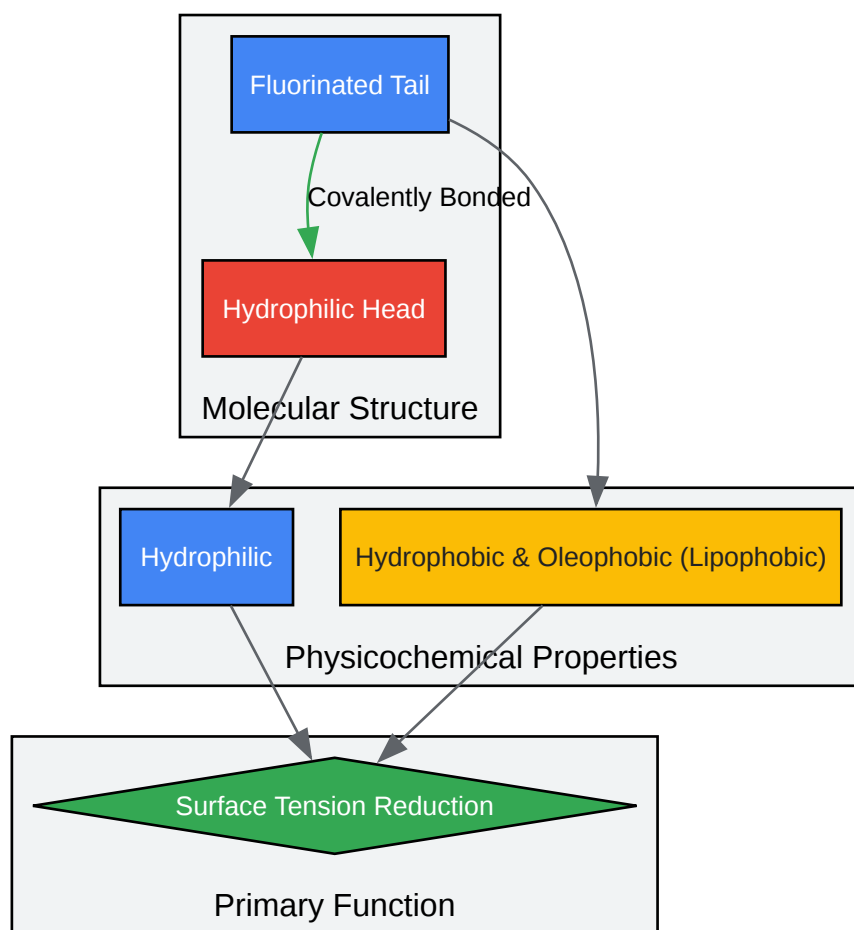 Fluorinated Tail
Covalently Bonded
Hydrophilic Head
Molecular Structure
Hydrophilic
Hydrophobic & Oleophobic (Lipophobic)
Physicochemical Properties
Surface Tension Reduction
Primary Function